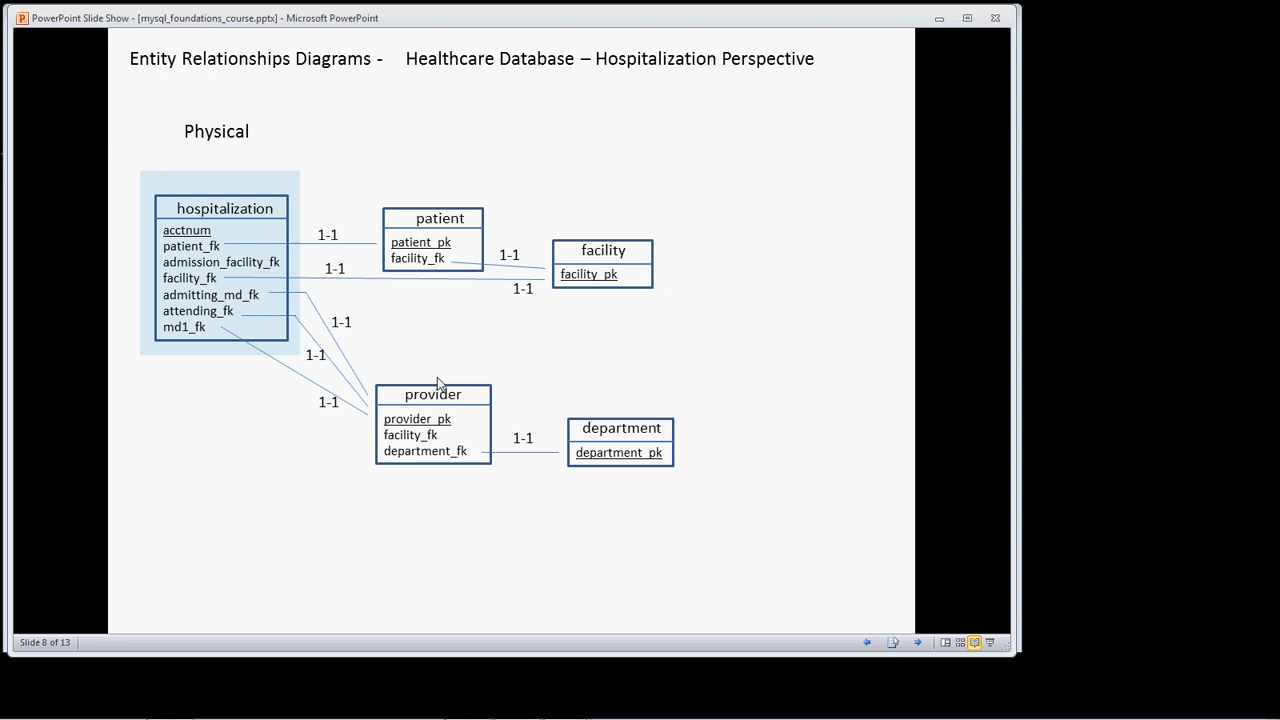 PowerPoint Slide Show - [mysql_foundations_course.pptx] - Microsoft PowerPoint
Entity Relationships Diagrams - Healthcare Database – Hospitalization Perspective
Physical
hospitalization
acctnum
patient_fk
admission_facility_fk
facility_fk
admitting_md_fk
attending_fk
md1_fk
1-1
1-1
patient
patient_pk
facility_fk
1-1
1-1
facility
facility_pk
1-1
1-1
1-1
provider
provider_pk
facility_fk
department_fk
1-1
department
department_pk
Slide 8 of 13